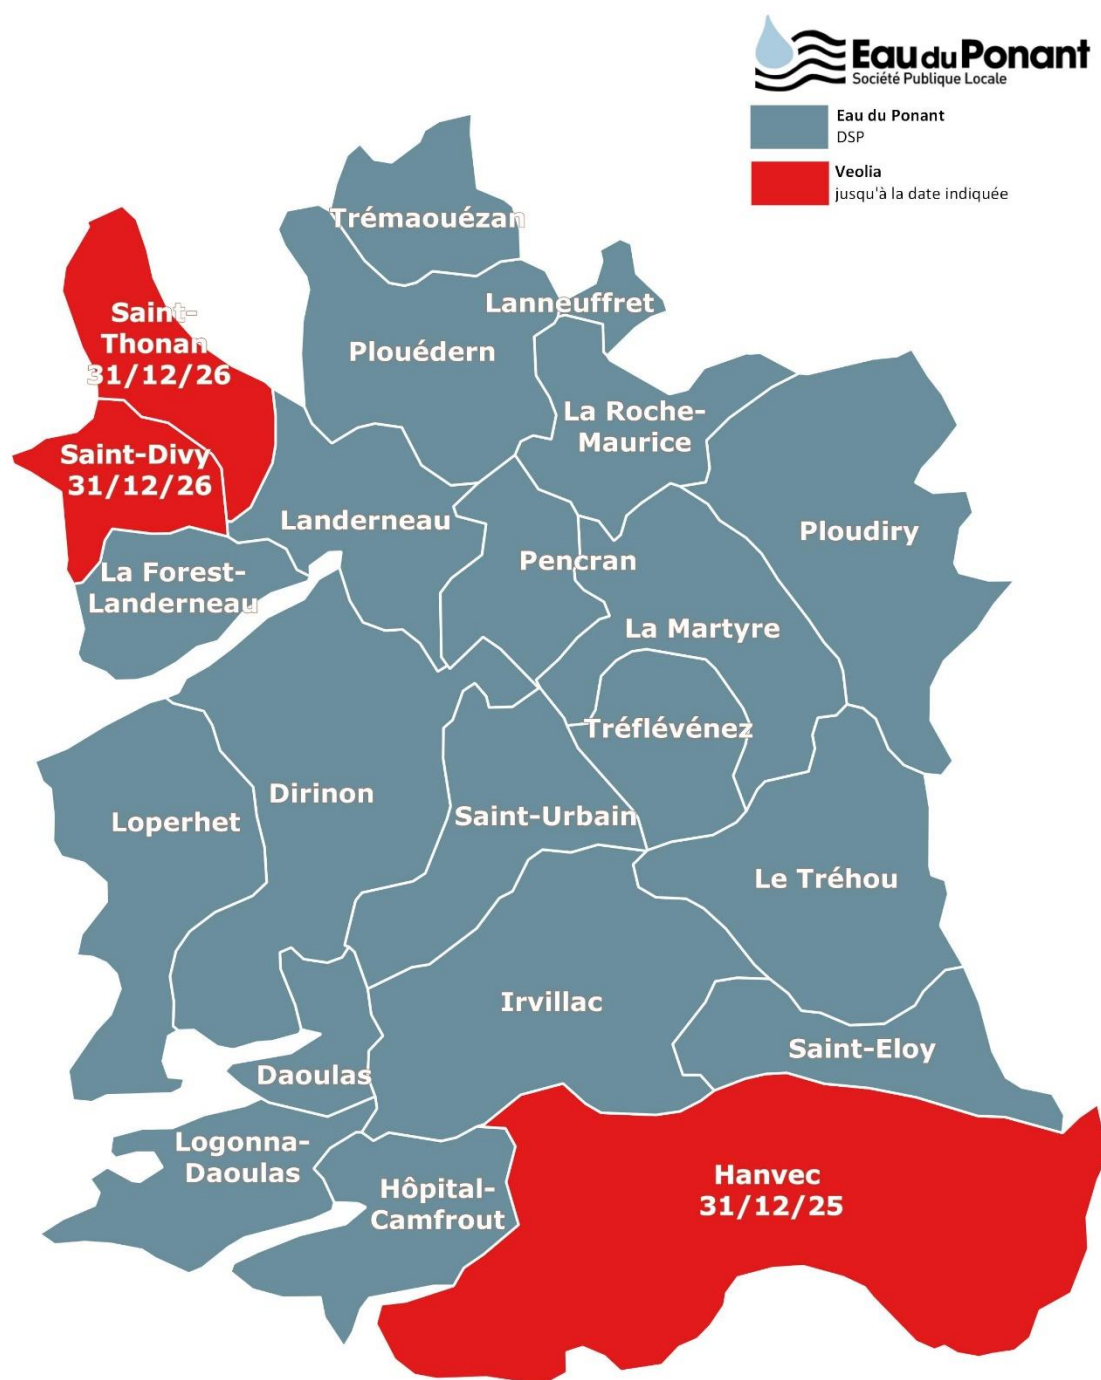 Eau du Ponant
Société Publique Locale
Eau du Ponant
DSP
Veolia
jusqu'à la date indiquée
Trémaouézan
Lanneuffret
Saint-
Thonan
31/12/26
Plouédern
La Roche-
Maurice
Saint-Divy
31/12/26
Landerneau
Ploudiry
Pencran
La Forest-
Landerneau
La Martyre
Tréflévénez
Dirinon
Loperhet
Saint-Urbain
Le Tréhou
Irvillac
Saint-Eloy
Daoulas
Logonna-
Daoulas
Hôpital-
Camfrout
Hanvec
31/12/25